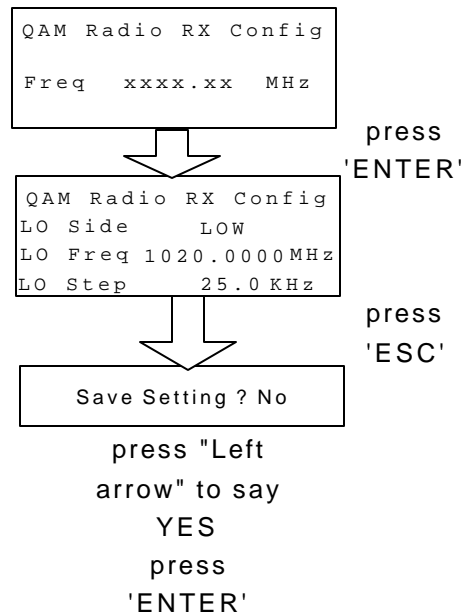 QAM Radio RX Config
Freq xxxx.xx MHz
press
'ENTER'
QAM Radio RX Config
LO Side LOW
LO Freq 1020.0000 MHz
LO Step 25.0 KHz
press
'ESC'
Save Setting ? No
press "Left
arrow" to say
YES
press
'ENTER'